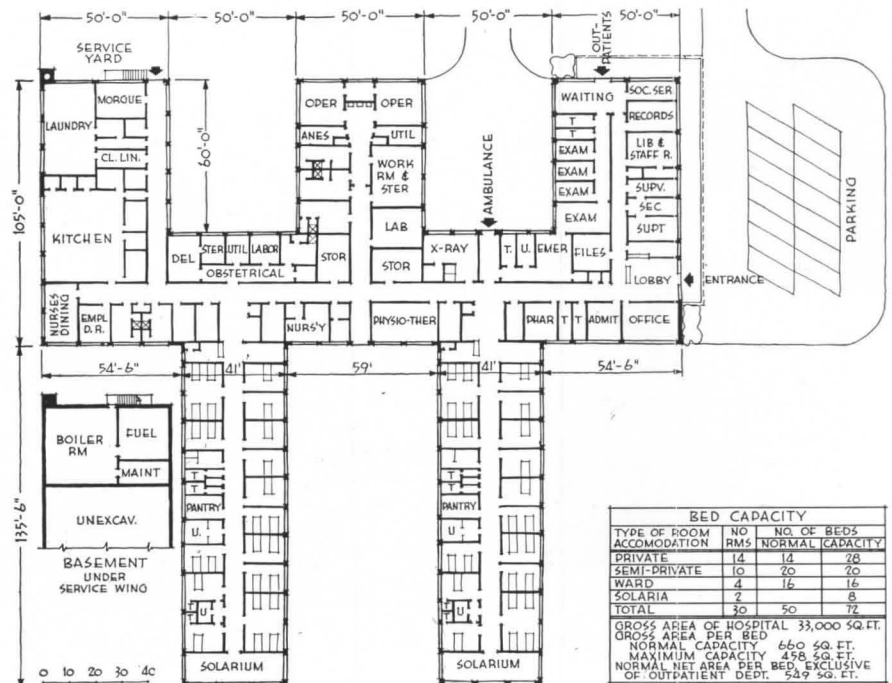 50'-0" 50'-0" 50'-0" 50'-0" 50'-0"
SERVICE
YARD
OUT-
PATIENTS
MORGUE
LAUNDRY
CL. LIN.
KITCHEN
NURSES
DINING
EMPL
D. R.
105'-0"
60'-0"
OPER
OPER
ANES
UTIL
WORK
RM &
STER
LAB
STOR
STOR
DEL
STER
UTIL
LABOR
OBSTETRICAL
NURS'Y
PHYSIO-THER
AMBULANCE
X-RAY
T.
U.
EMER
WAITING
T
T
EXAM
EXAM
EXAM
EXAM
FILES
SOC. SER
RECORDS
LIB &
STAFF R.
SUPV.
SEC
SUPT
LOBBY
ENTRANCE
PHAR
T
T
ADMIT
OFFICE
PARKING
54'-6" 41' 59' 41' 54'-6"
135'-6"
BOILER
RM
FUEL
MAINT
UNEXCAV.
BASEMENT
UNDER
SERVICE WING
T
T
PANTRY
U.
T
U
SOLARIUM
T
T
PANTRY
U
T
U
SOLARIUM
0 10 20 30 40
BED CAPACITY
TYPE OF ROOM ACCOMODATION NO RMS NO. OF BEDS
NORMAL CAPACITY
PRIVATE 14 14 28
SEMI-PRIVATE 10 20 20
WARD 4 16 16
SOLARIA 2 8
TOTAL 30 50 72
GROSS AREA OF HOSPITAL 33,000 SQ. FT.
GROSS AREA PER BED
NORMAL CAPACITY 660 SQ. FT.
MAXIMUM CAPACITY 458 SQ. FT.
NORMAL NET AREA PER BED, EXCLUSIVE
OF OUTPATIENT DEPT. 549 SQ. FT.